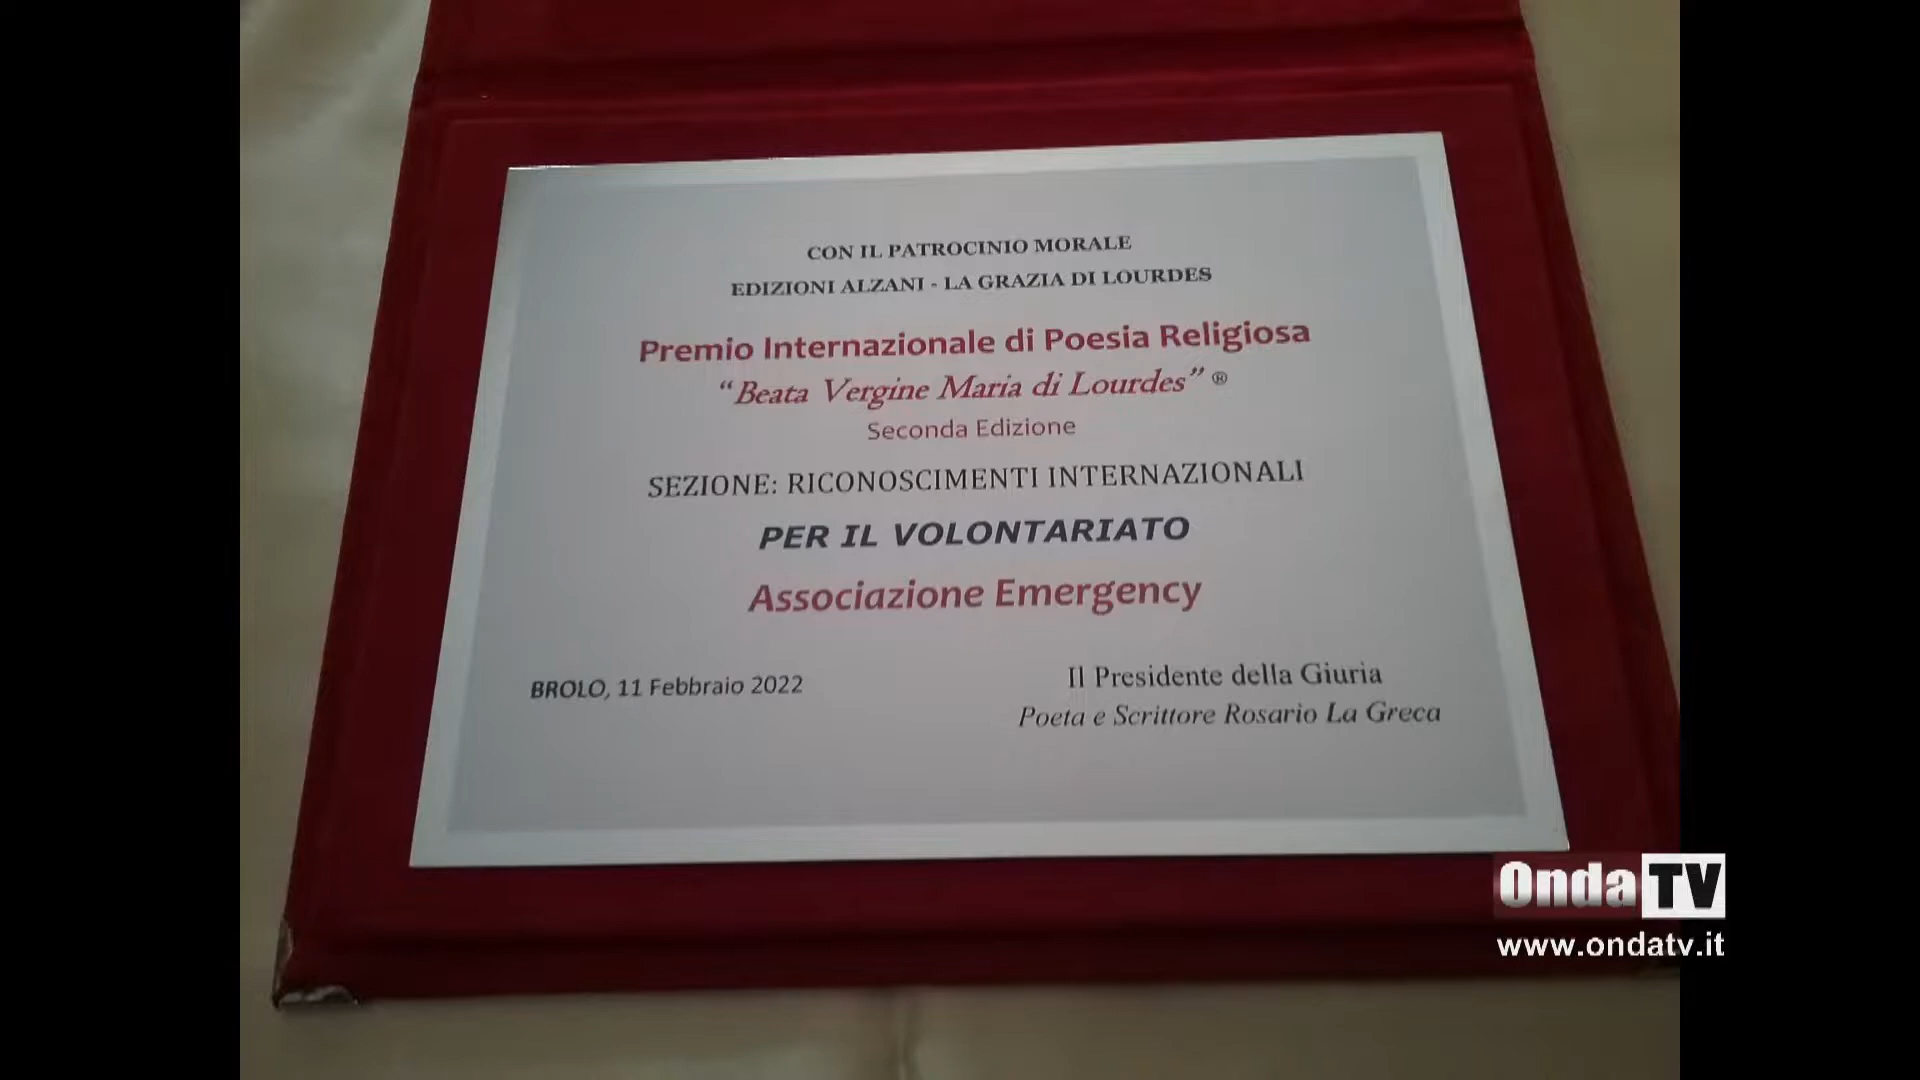 CON IL PATROCINIO MORALE
EDIZIONI ALZANI - LA GRAZIA DI LOURDES
Premio Internazionale di Poesia Religiosa
“Beata Vergine Maria di Lourdes” ®
Seconda Edizione
SEZIONE: RICONOSCIMENTI INTERNAZIONALI
PER IL VOLONTARIATO
Associazione Emergency
BROLO, 11 Febbraio 2022
Il Presidente della Giuria
Poeta e Scrittore Rosario La Greca
Onda TV
www.ondatv.it